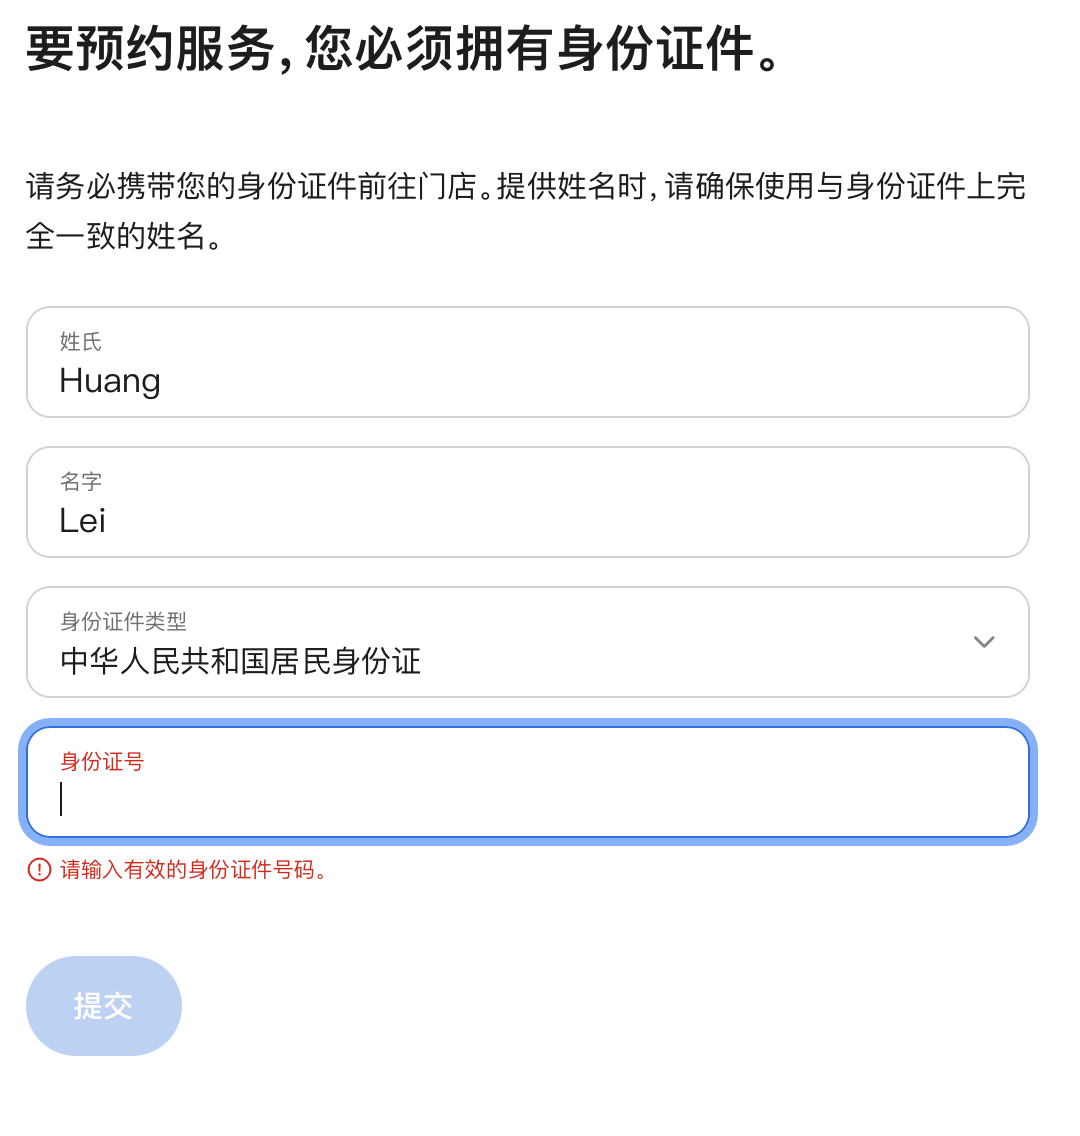 要预约服务，您必须拥有身份证件。
请务必携带您的身份证件前往门店。提供姓名时，请确保使用与身份证件上完
全一致的姓名。
姓氏
Huang
名字
Lei
身份证件类型
中华人民共和国居民身份证
身份证号
请输入有效的身份证件号码。
提交